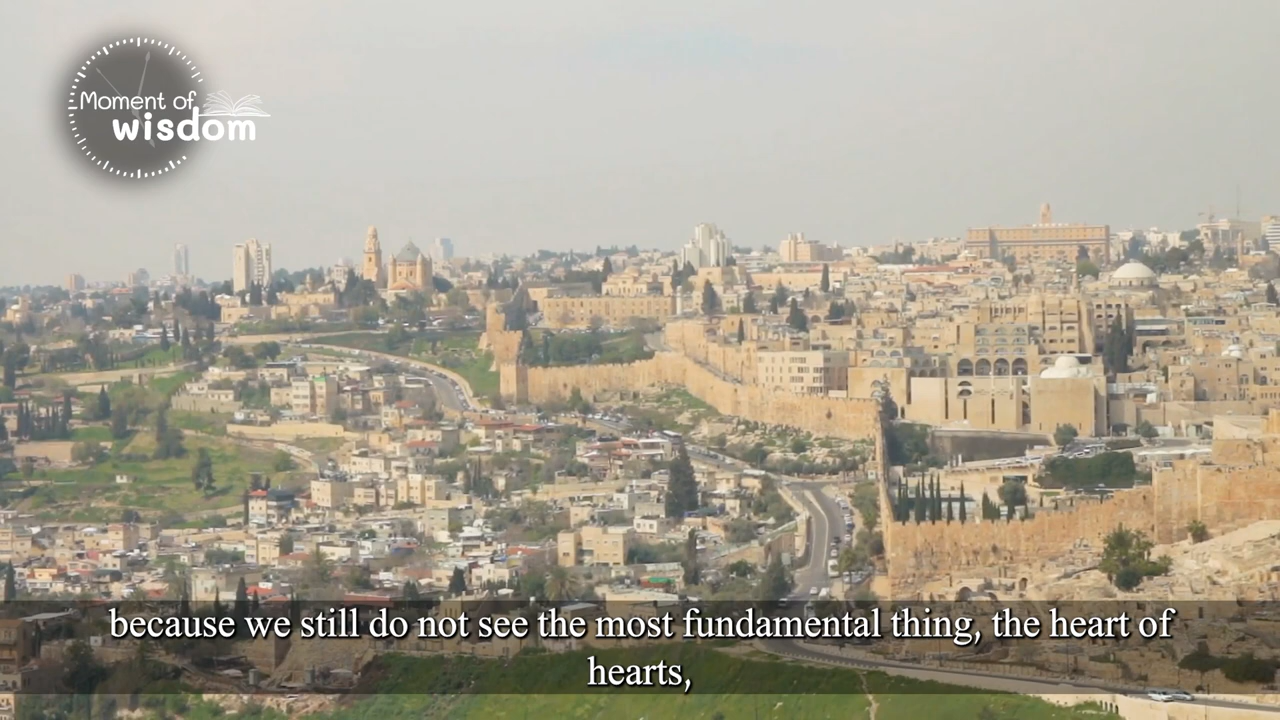 Moment of
wisdom
because we still do not see the most fundamental thing, the heart of
hearts,